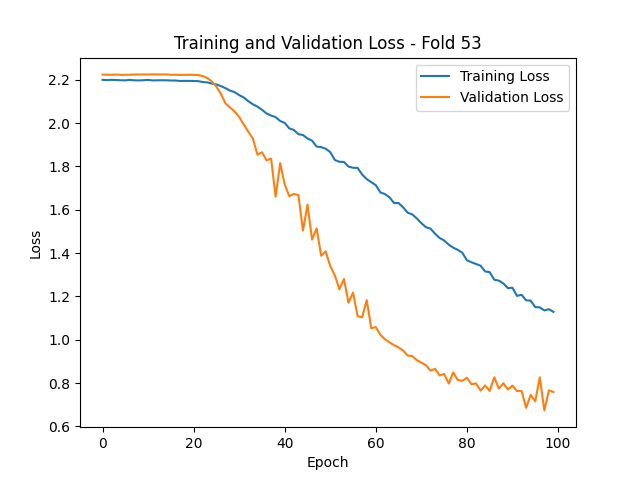 Training and Validation Loss - Fold 53
Training Loss
Validation Loss
2.2
2.0
1.8
1.6
1.4
1.2
1.0
0.8
0.6
Loss
0 20 40 60 80 100
Epoch